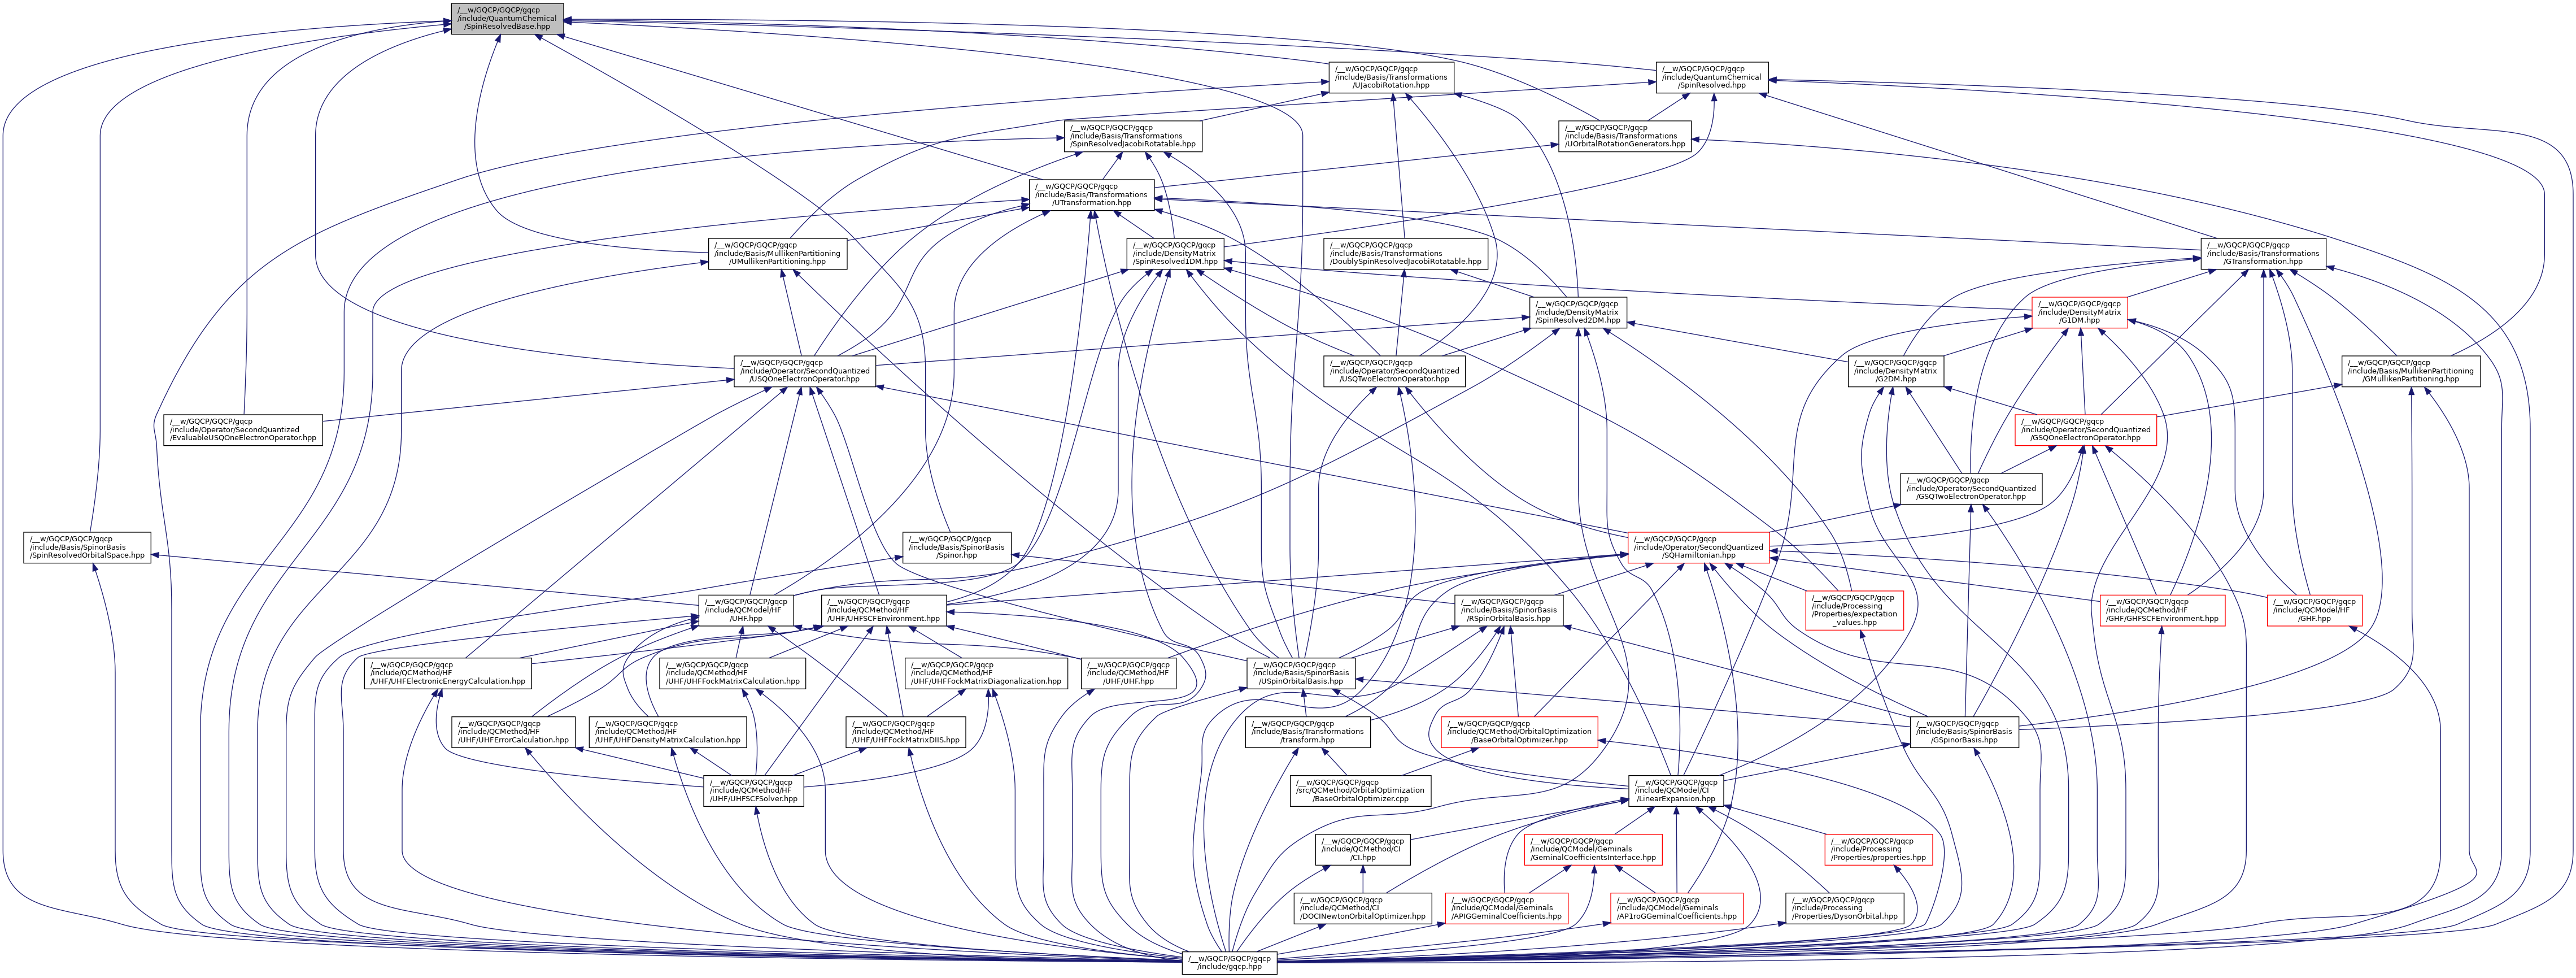 /__w/GQCP/GQCP/gqcp
/include/QuantumChemical
/SpinResolvedBase.hpp
/__w/GQCP/GQCP/gqcp
/include/Basis/Transformations
/UJacobiRotation.hpp
/__w/GQCP/GQCP/gqcp
/include/QuantumChemical
/SpinResolved.hpp
/__w/GQCP/GQCP/gqcp
/include/Basis/Transformations
/SpinResolvedJacobiRotatable.hpp
/__w/GQCP/GQCP/gqcp
/include/Basis/Transformations
/UOrbitalRotationGenerators.hpp
/__w/GQCP/GQCP/gqcp
/include/Basis/Transformations
/UTransformation.hpp
/__w/GQCP/GQCP/gqcp
/include/Basis/MullikenPartitioning
/UMullikenPartitioning.hpp
/__w/GQCP/GQCP/gqcp
/include/DensityMatrix
/SpinResolved1DM.hpp
/__w/GQCP/GQCP/gqcp
/include/Basis/Transformations
/DoublySpinResolvedJacobiRotatable.hpp
/__w/GQCP/GQCP/gqcp
/include/Basis/Transformations
/GTransformation.hpp
/__w/GQCP/GQCP/gqcp
/include/DensityMatrix
/SpinResolved2DM.hpp
/__w/GQCP/GQCP/gqcp
/include/DensityMatrix
/G1DM.hpp
/__w/GQCP/GQCP/gqcp
/include/Operator/SecondQuantized
/USQOneElectronOperator.hpp
/__w/GQCP/GQCP/gqcp
/include/Operator/SecondQuantized
/USQTwoElectronOperator.hpp
/__w/GQCP/GQCP/gqcp
/include/DensityMatrix
/G2DM.hpp
/__w/GQCP/GQCP/gqcp
/include/Basis/MullikenPartitioning
/GMullikenPartitioning.hpp
/__w/GQCP/GQCP/gqcp
/include/Operator/SecondQuantized
/EvaluableUSQOneElectronOperator.hpp
/__w/GQCP/GQCP/gqcp
/include/Operator/SecondQuantized
/GSQOneElectronOperator.hpp
/__w/GQCP/GQCP/gqcp
/include/Operator/SecondQuantized
/GSQTwoElectronOperator.hpp
/__w/GQCP/GQCP/gqcp
/include/Basis/SpinorBasis
/SpinResolvedOrbitalSpace.hpp
/__w/GQCP/GQCP/gqcp
/include/Basis/SpinorBasis
/Spinor.hpp
/__w/GQCP/GQCP/gqcp
/include/Operator/SecondQuantized
/SQHamiltonian.hpp
/__w/GQCP/GQCP/gqcp
/include/QCModel/HF
/UHF.hpp
/__w/GQCP/GQCP/gqcp
/include/QCMethod/HF
/UHF/UHFSCFEnvironment.hpp
/__w/GQCP/GQCP/gqcp
/include/Basis/SpinorBasis
/RSpinOrbitalBasis.hpp
/__w/GQCP/GQCP/gqcp
/include/Processing
/Properties/expectation
_values.hpp
/__w/GQCP/GQCP/gqcp
/include/QCMethod/HF
/GHF/GHFSCFEnvironment.hpp
/__w/GQCP/GQCP/gqcp
/include/QCModel/HF
/GHF.hpp
/__w/GQCP/GQCP/gqcp
/include/QCMethod/HF
/UHF/UHFElectronicEnergyCalculation.hpp
/__w/GQCP/GQCP/gqcp
/include/QCMethod/HF
/UHF/UHFFockMatrixCalculation.hpp
/__w/GQCP/GQCP/gqcp
/include/QCMethod/HF
/UHF/UHFFockMatrixDiagonalization.hpp
/__w/GQCP/GQCP/gqcp
/include/QCMethod/HF
/UHF/UHF.hpp
/__w/GQCP/GQCP/gqcp
/include/Basis/SpinorBasis
/USpinOrbitalBasis.hpp
/__w/GQCP/GQCP/gqcp
/include/QCMethod/HF
/UHF/UHFErrorCalculation.hpp
/__w/GQCP/GQCP/gqcp
/include/QCMethod/HF
/UHF/UHFDensityMatrixCalculation.hpp
/__w/GQCP/GQCP/gqcp
/include/QCMethod/HF
/UHF/UHFFockMatrixDIIS.hpp
/__w/GQCP/GQCP/gqcp
/include/Basis/Transformations
/transform.hpp
/__w/GQCP/GQCP/gqcp
/include/QCMethod/OrbitalOptimization
/BaseOrbitalOptimizer.hpp
/__w/GQCP/GQCP/gqcp
/include/Basis/SpinorBasis
/GSpinorBasis.hpp
/__w/GQCP/GQCP/gqcp
/include/QCMethod/HF
/UHF/UHFSCFSolver.hpp
/__w/GQCP/GQCP/gqcp
/src/QCMethod/OrbitalOptimization
/BaseOrbitalOptimizer.cpp
/__w/GQCP/GQCP/gqcp
/include/QCModel/CI
/LinearExpansion.hpp
/__w/GQCP/GQCP/gqcp
/include/QCMethod/CI
/CI.hpp
/__w/GQCP/GQCP/gqcp
/include/QCModel/Geminals
/GeminalCoefficientsInterface.hpp
/__w/GQCP/GQCP/gqcp
/include/Processing
/Properties/properties.hpp
/__w/GQCP/GQCP/gqcp
/include/QCMethod/CI
/DOCINewtonOrbitalOptimizer.hpp
/__w/GQCP/GQCP/gqcp
/include/QCModel/Geminals
/APIGGeminalCoefficients.hpp
/__w/GQCP/GQCP/gqcp
/include/QCModel/Geminals
/AP1roGGeminalCoefficients.hpp
/__w/GQCP/GQCP/gqcp
/include/Processing
/Properties/DysonOrbital.hpp
/__w/GQCP/GQCP/gqcp
/include/gqcp.hpp